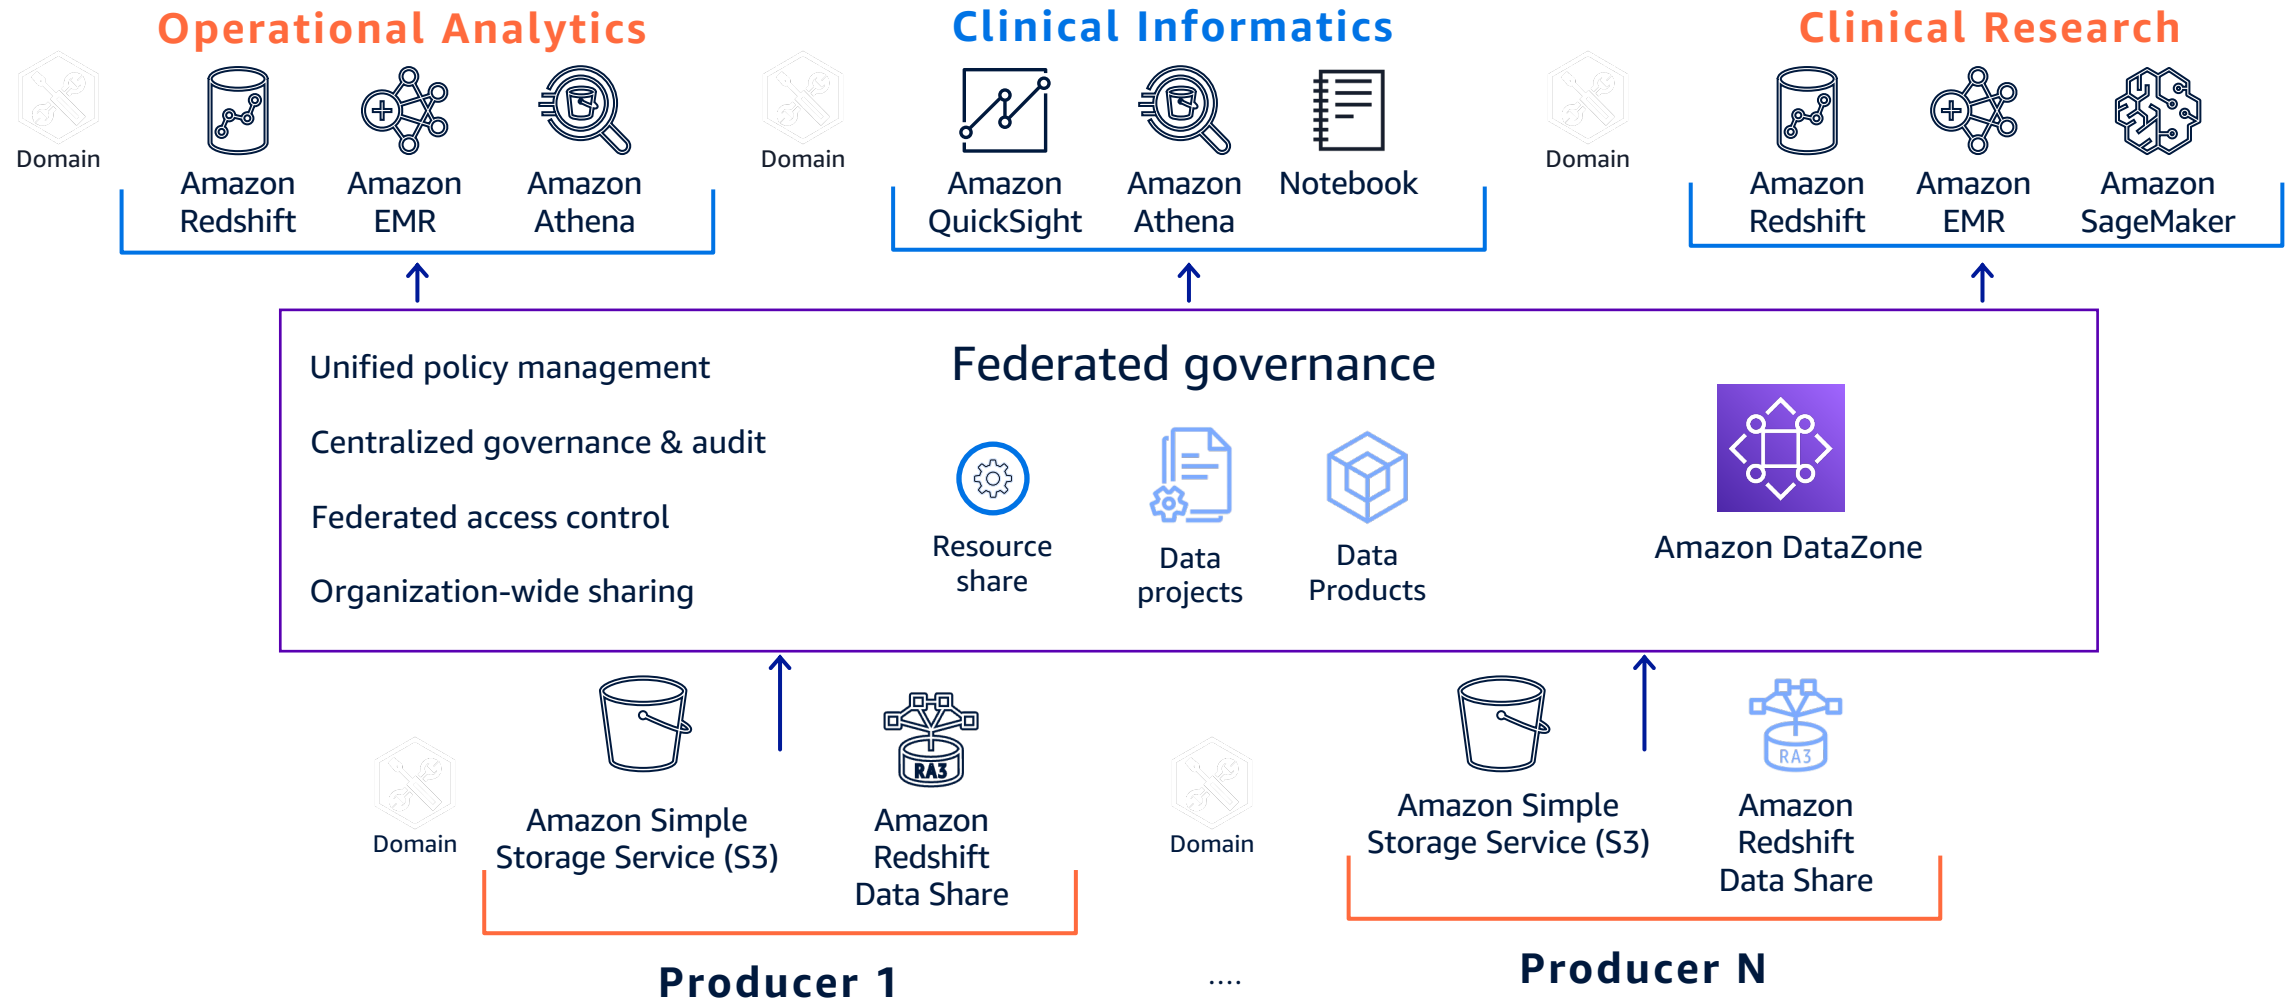 Operational Analytics
Domain
Amazon
Redshift
Amazon
EMR
Amazon
Athena
Clinical Informatics
Domain
Amazon
QuickSight
Amazon
Athena
Notebook
Clinical Research
Domain
Amazon
Redshift
Amazon
EMR
Amazon
SageMaker
Federated governance
Unified policy management
Centralized governance & audit
Federated access control
Organization-wide sharing
Resource
share
Data
projects
Data
Products
Amazon DataZone
Domain
Amazon Simple
Storage Service (S3)
RA3
Amazon
Redshift
Data Share
Producer 1
....
Domain
Amazon Simple
Storage Service (S3)
RA3
Amazon
Redshift
Data Share
Producer N